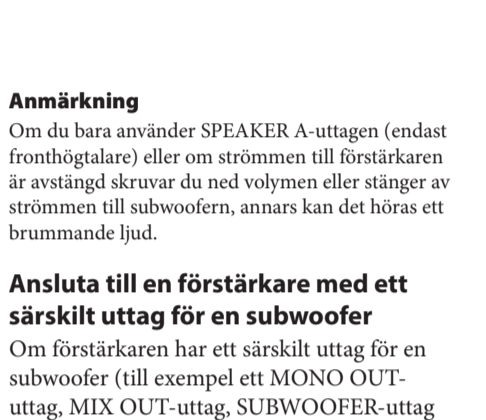 Anmärkning
Om du bara använder SPEAKER A-uttagen (endast
fronthögtalare) eller om strömmen till förstärkaren
är avstängd skruvar du ned volymen eller stänger av
strömmen till subwoofern, annars kan det höras ett
brummande ljud.
Ansluta till en förstärkare med ett
särskilt uttag för en subwoofer
Om förstärkaren har ett särskilt uttag för en
subwoofer (till exempel ett MONO OUT-
uttag, MIX OUT-uttag, SUBWOOFER-uttag